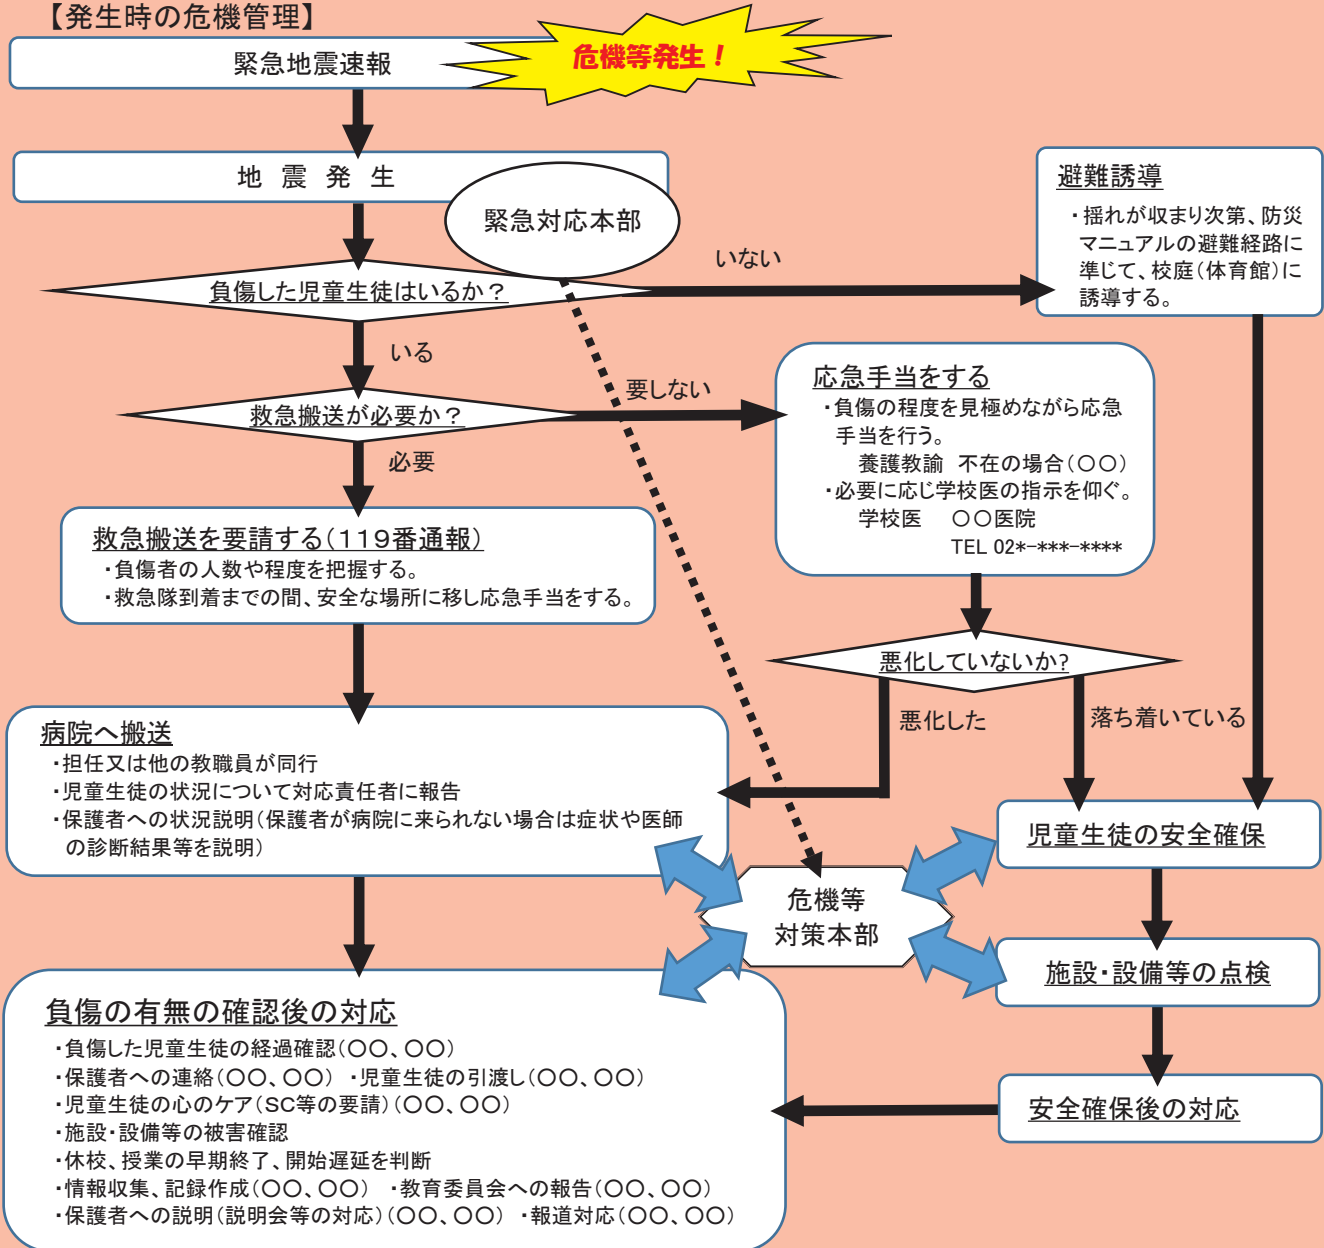 【発生時の危機管理】
緊急地震速報
危機等発生！
地 震 発 生
緊急対応本部
避難誘導
・揺れが収まり次第、防災
マニュアルの避難経路に
準じて、校庭(体育館)に
誘導する。
いない
負傷した児童生徒はいるか？
いる
要しない
救急搬送が必要か？
必要
応急手当をする
・負傷の程度を見極めながら応急
手当を行う。
養護教諭 不在の場合(○○)
・必要に応じ学校医の指示を仰ぐ。
学校医 ○○医院
TEL 02*-***-****
救急搬送を要請する(119番通報)
・負傷者の人数や程度を把握する。
・救急隊到着までの間、安全な場所に移し応急手当をする。
悪化していないか?
悪化した
落ち着いている
病院へ搬送
・担任又は他の教職員が同行
・児童生徒の状況について対応責任者に報告
・保護者への状況説明(保護者が病院に来られない場合は症状や医師
の診断結果等を説明)
児童生徒の安全確保
危機等
対策本部
施設・設備等の点検
安全確保後の対応
負傷の有無の確認後の対応
・負傷した児童生徒の経過確認(○○、○○)
・保護者への連絡(○○、○○) ・児童生徒の引渡し(○○、○○)
・児童生徒の心のケア(SC等の要請)(○○、○○)
・施設・設備等の被害確認
・休校、授業の早期終了、開始遅延を判断
・情報収集、記録作成(○○、○○) ・教育委員会への報告(○○、○○)
・保護者への説明(説明会等の対応)(○○、○○) ・報道対応(○○、○○)